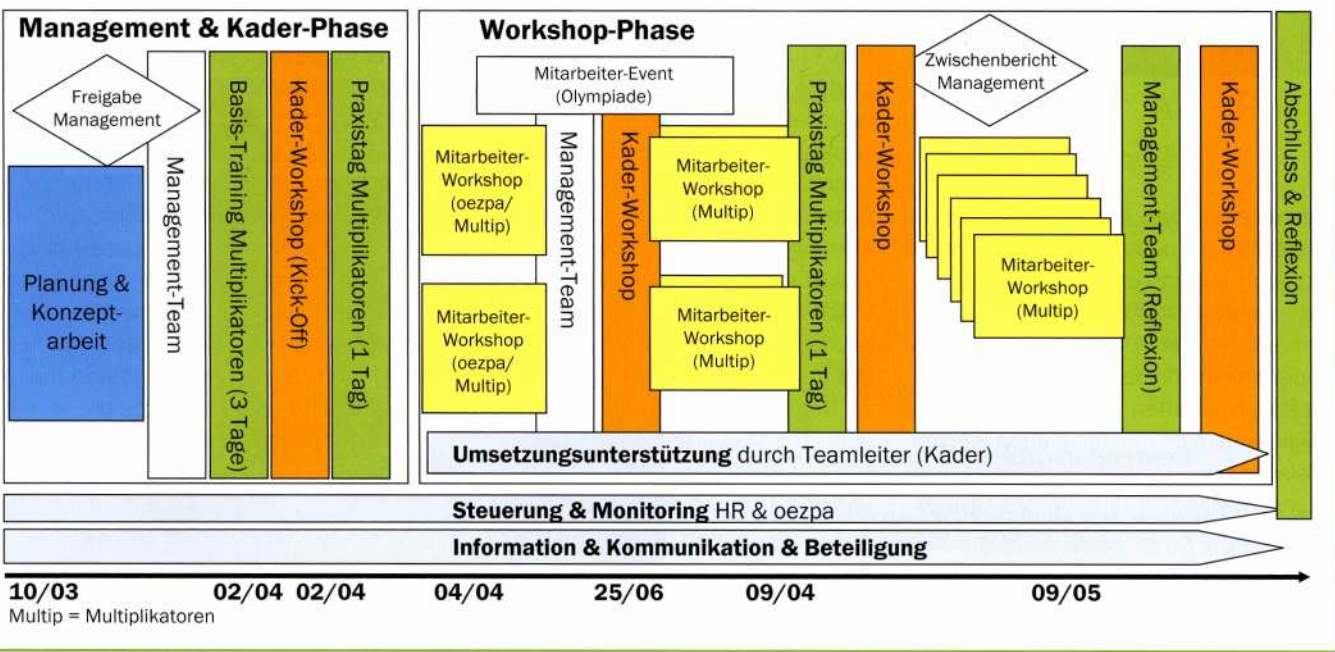 Management & Kader-Phase
Freigabe
Management
Planung &
Konzept-
arbeit
Management-Team
Basis-Training Multiplikatoren (3 Tage)
Kader-Workshop (Kick-Off)
Praxistag Multiplikatoren (1 Tag)
Workshop-Phase
Mitarbeiter-Event
(Olympiade)
Mitarbeiter-
Workshop
(oezpa/
Multip)
Mitarbeiter-
Workshop
(oezpa/
Multip)
Management-Team
Kader-Workshop
Mitarbeiter-
Workshop
(Multip)
Mitarbeiter-
Workshop
(Multip)
Praxistag Multiplikatoren (1 Tag)
Kader-Workshop
Zwischenbericht
Management
Mitarbeiter-
Workshop
(Multip)
Management-Team (Reflexion)
Kader-Workshop
Abschluss & Reflexion
Umsetzungsunterstützung durch Teamleiter (Kader)
Steuerung & Monitoring HR & oezpa
Information & Kommunikation & Beteiligung
10/03 02/04 02/04 04/04 25/06 09/04 09/05
Multip = Multiplikatoren